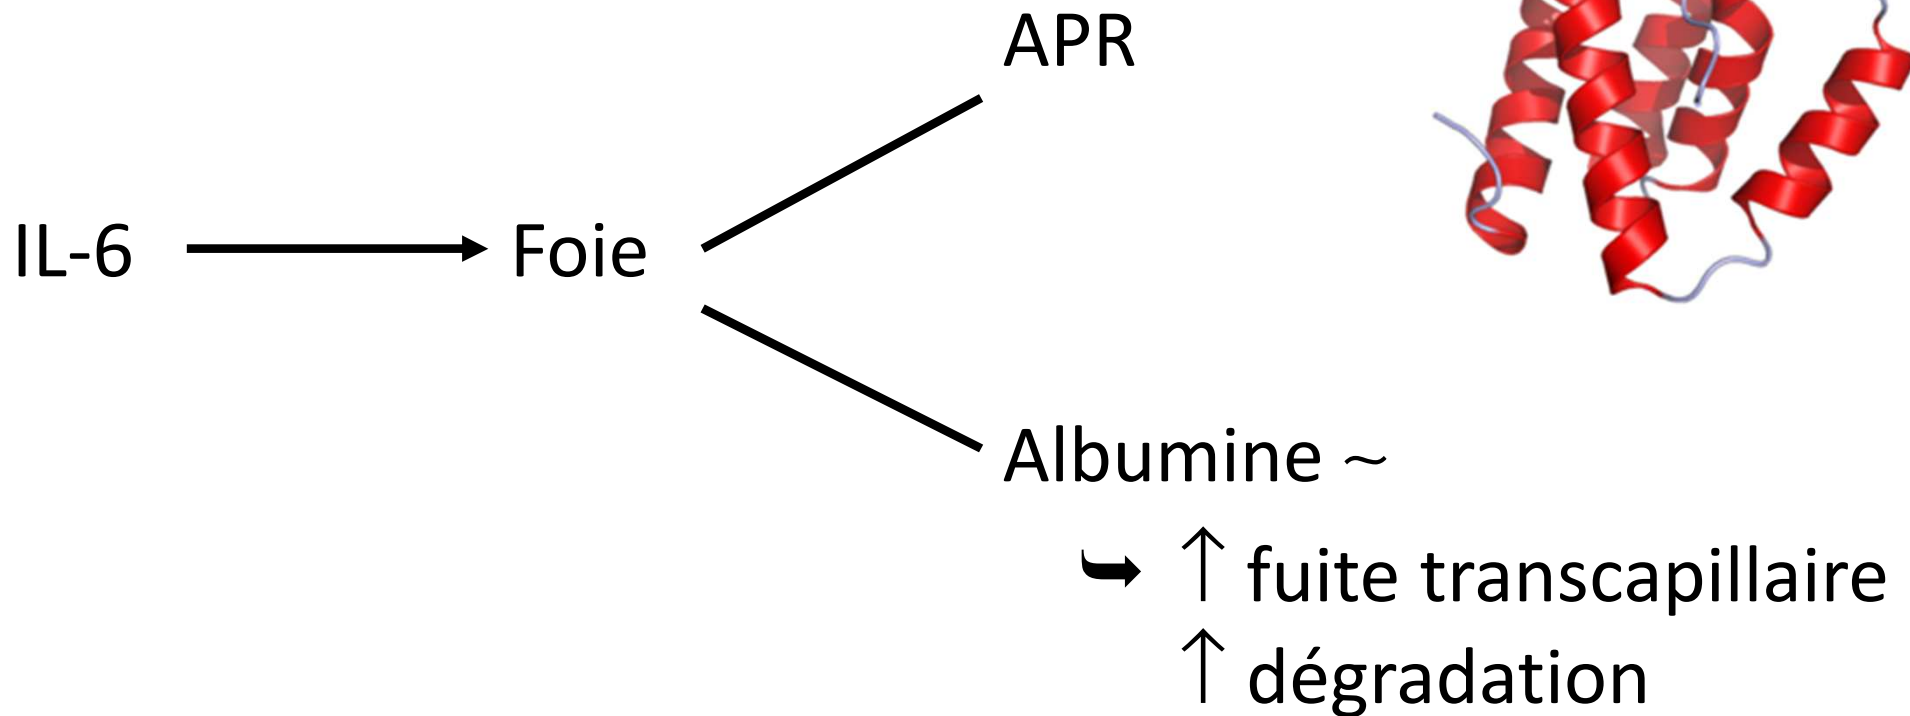 APR
IL-6 Foie
Albumine ~
↑ fuite transcapillaire
↑ dégradation